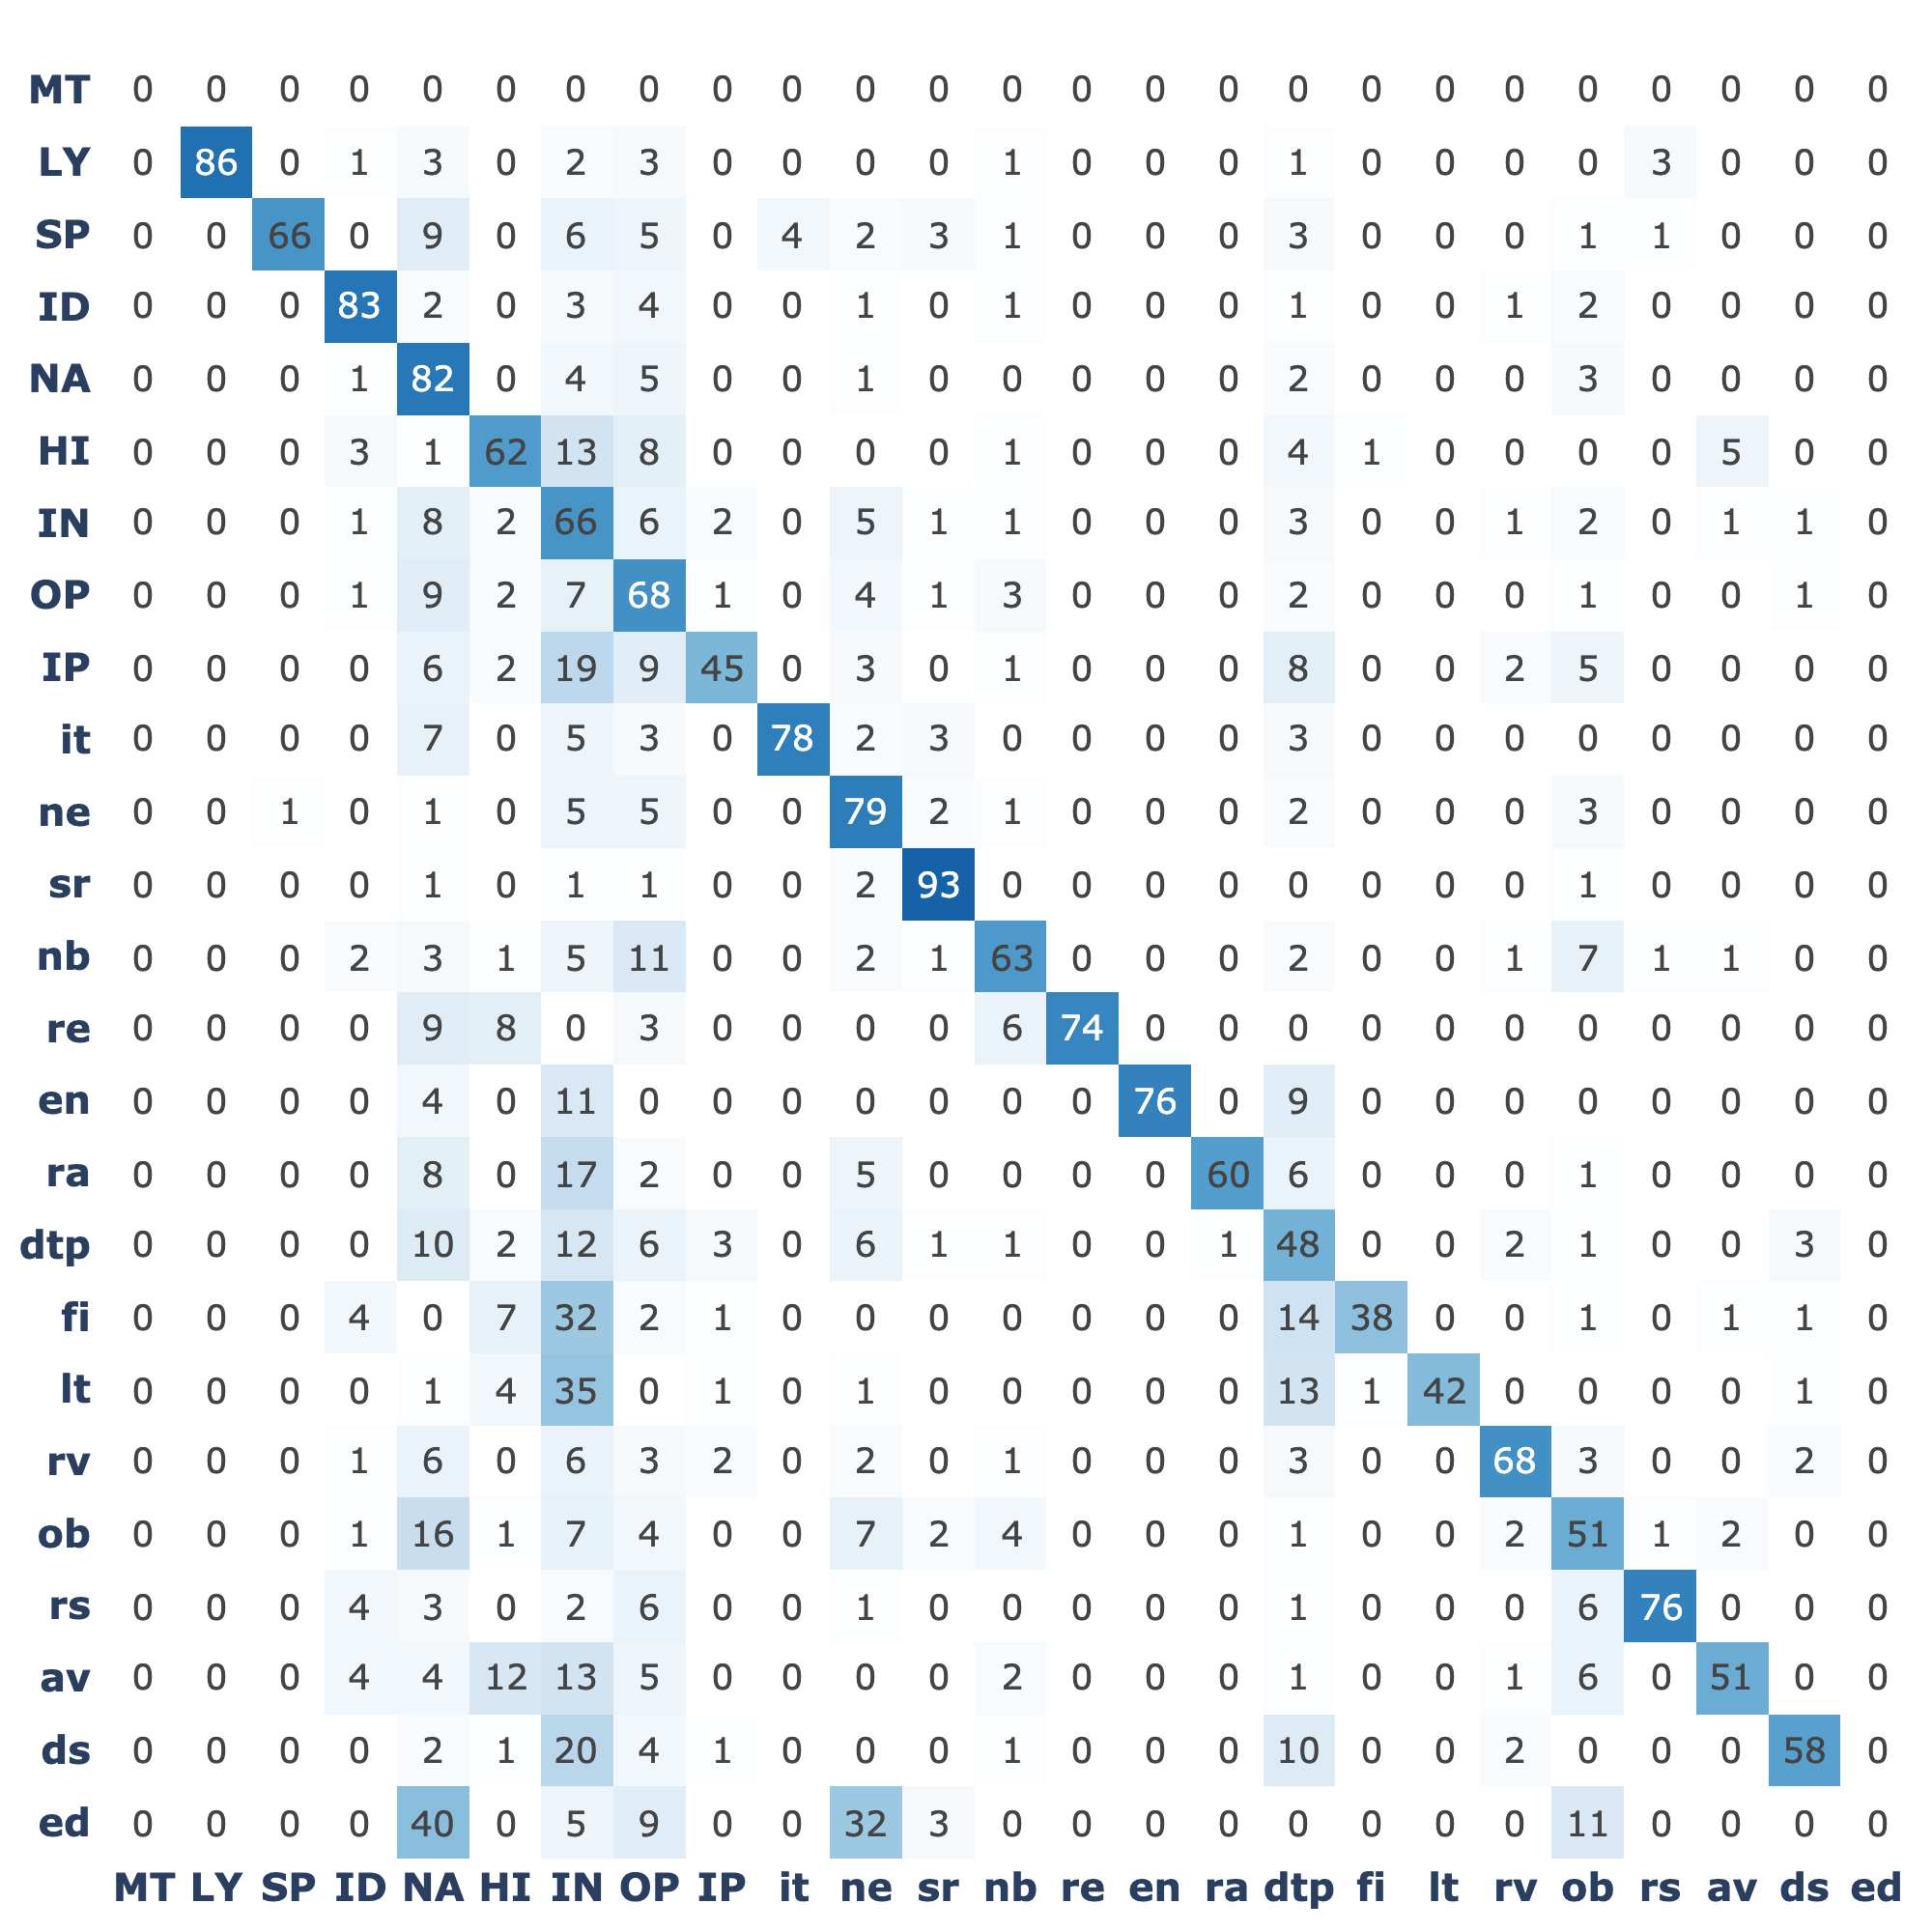 MT 0 0 0 0 0 0 0 0 0 0 0 0 0 0 0 0 0 0 0 0 0 0 0 0 0
LY 0 86 0 1 3 0 2 3 0 0 0 0 1 0 0 0 1 0 0 0 0 3 0 0 0
SP 0 0 66 0 9 0 6 5 0 4 2 3 1 0 0 0 3 0 0 0 1 1 0 0 0
ID 0 0 0 83 2 0 3 4 0 0 1 0 1 0 0 0 1 0 0 1 2 0 0 0 0
NA 0 0 0 1 82 0 4 5 0 0 1 0 0 0 0 0 2 0 0 0 3 0 0 0 0
HI 0 0 0 3 1 62 13 8 0 0 0 0 1 0 0 0 4 1 0 0 0 0 5 0 0
IN 0 0 0 1 8 2 66 6 2 0 5 1 1 0 0 0 3 0 0 1 2 0 1 1 0
OP 0 0 0 1 9 2 7 68 1 0 4 1 3 0 0 0 2 0 0 0 1 0 0 1 0
IP 0 0 0 0 6 2 19 9 45 0 3 0 1 0 0 0 8 0 0 2 5 0 0 0 0
it 0 0 0 0 7 0 5 3 0 78 2 3 0 0 0 0 3 0 0 0 0 0 0 0 0
ne 0 0 1 0 1 0 5 5 0 0 79 2 1 0 0 0 2 0 0 0 3 0 0 0 0
sr 0 0 0 0 1 0 1 1 0 0 2 93 0 0 0 0 0 0 0 0 1 0 0 0 0
nb 0 0 0 2 3 1 5 11 0 0 2 1 63 0 0 0 2 0 0 1 7 1 1 0 0
re 0 0 0 0 9 8 0 3 0 0 0 0 6 74 0 0 0 0 0 0 0 0 0 0 0
en 0 0 0 0 4 0 11 0 0 0 0 0 0 0 76 0 9 0 0 0 0 0 0 0 0
ra 0 0 0 0 8 0 17 2 0 0 5 0 0 0 0 60 6 0 0 0 1 0 0 0 0
dtp 0 0 0 0 10 2 12 6 3 0 6 1 1 0 0 1 48 0 0 2 1 0 0 3 0
fi 0 0 0 4 0 7 32 2 1 0 0 0 0 0 0 0 14 38 0 0 1 0 1 1 0
lt 0 0 0 0 1 4 35 0 1 0 1 0 0 0 0 0 13 1 42 0 0 0 0 1 0
rv 0 0 0 1 6 0 6 3 2 0 2 0 1 0 0 0 3 0 0 68 3 0 0 2 0
ob 0 0 0 1 16 1 7 4 0 0 7 2 4 0 0 0 1 0 0 2 51 1 2 0 0
rs 0 0 0 4 3 0 2 6 0 0 1 0 0 0 0 0 1 0 0 0 6 76 0 0 0
av 0 0 0 4 4 12 13 5 0 0 0 0 2 0 0 0 1 0 0 1 6 0 51 0 0
ds 0 0 0 0 2 1 20 4 1 0 0 0 1 0 0 0 10 0 0 2 0 0 0 58 0
ed 0 0 0 0 40 0 5 9 0 0 32 3 0 0 0 0 0 0 0 0 11 0 0 0 0
MT LY SP ID NA HI IN OP IP it ne sr nb re en ra dtp fi lt rv ob rs av ds ed